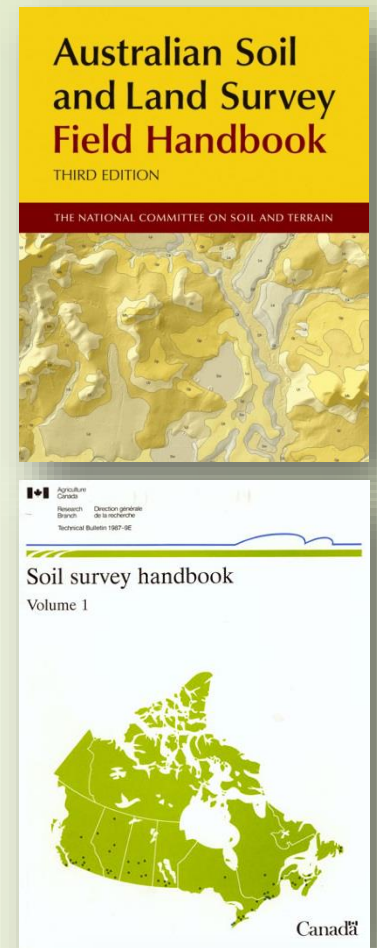 Australian Soil
and Land Survey
Field Handbook
THIRD EDITION
THE NATIONAL COMMITTEE ON SOIL AND TERRAIN
Agriculture
Canada
Research
Branch
Direction générale
de la recherche
Technical Bulletin 1987-9E
Soil survey handbook
Volume 1
Canada